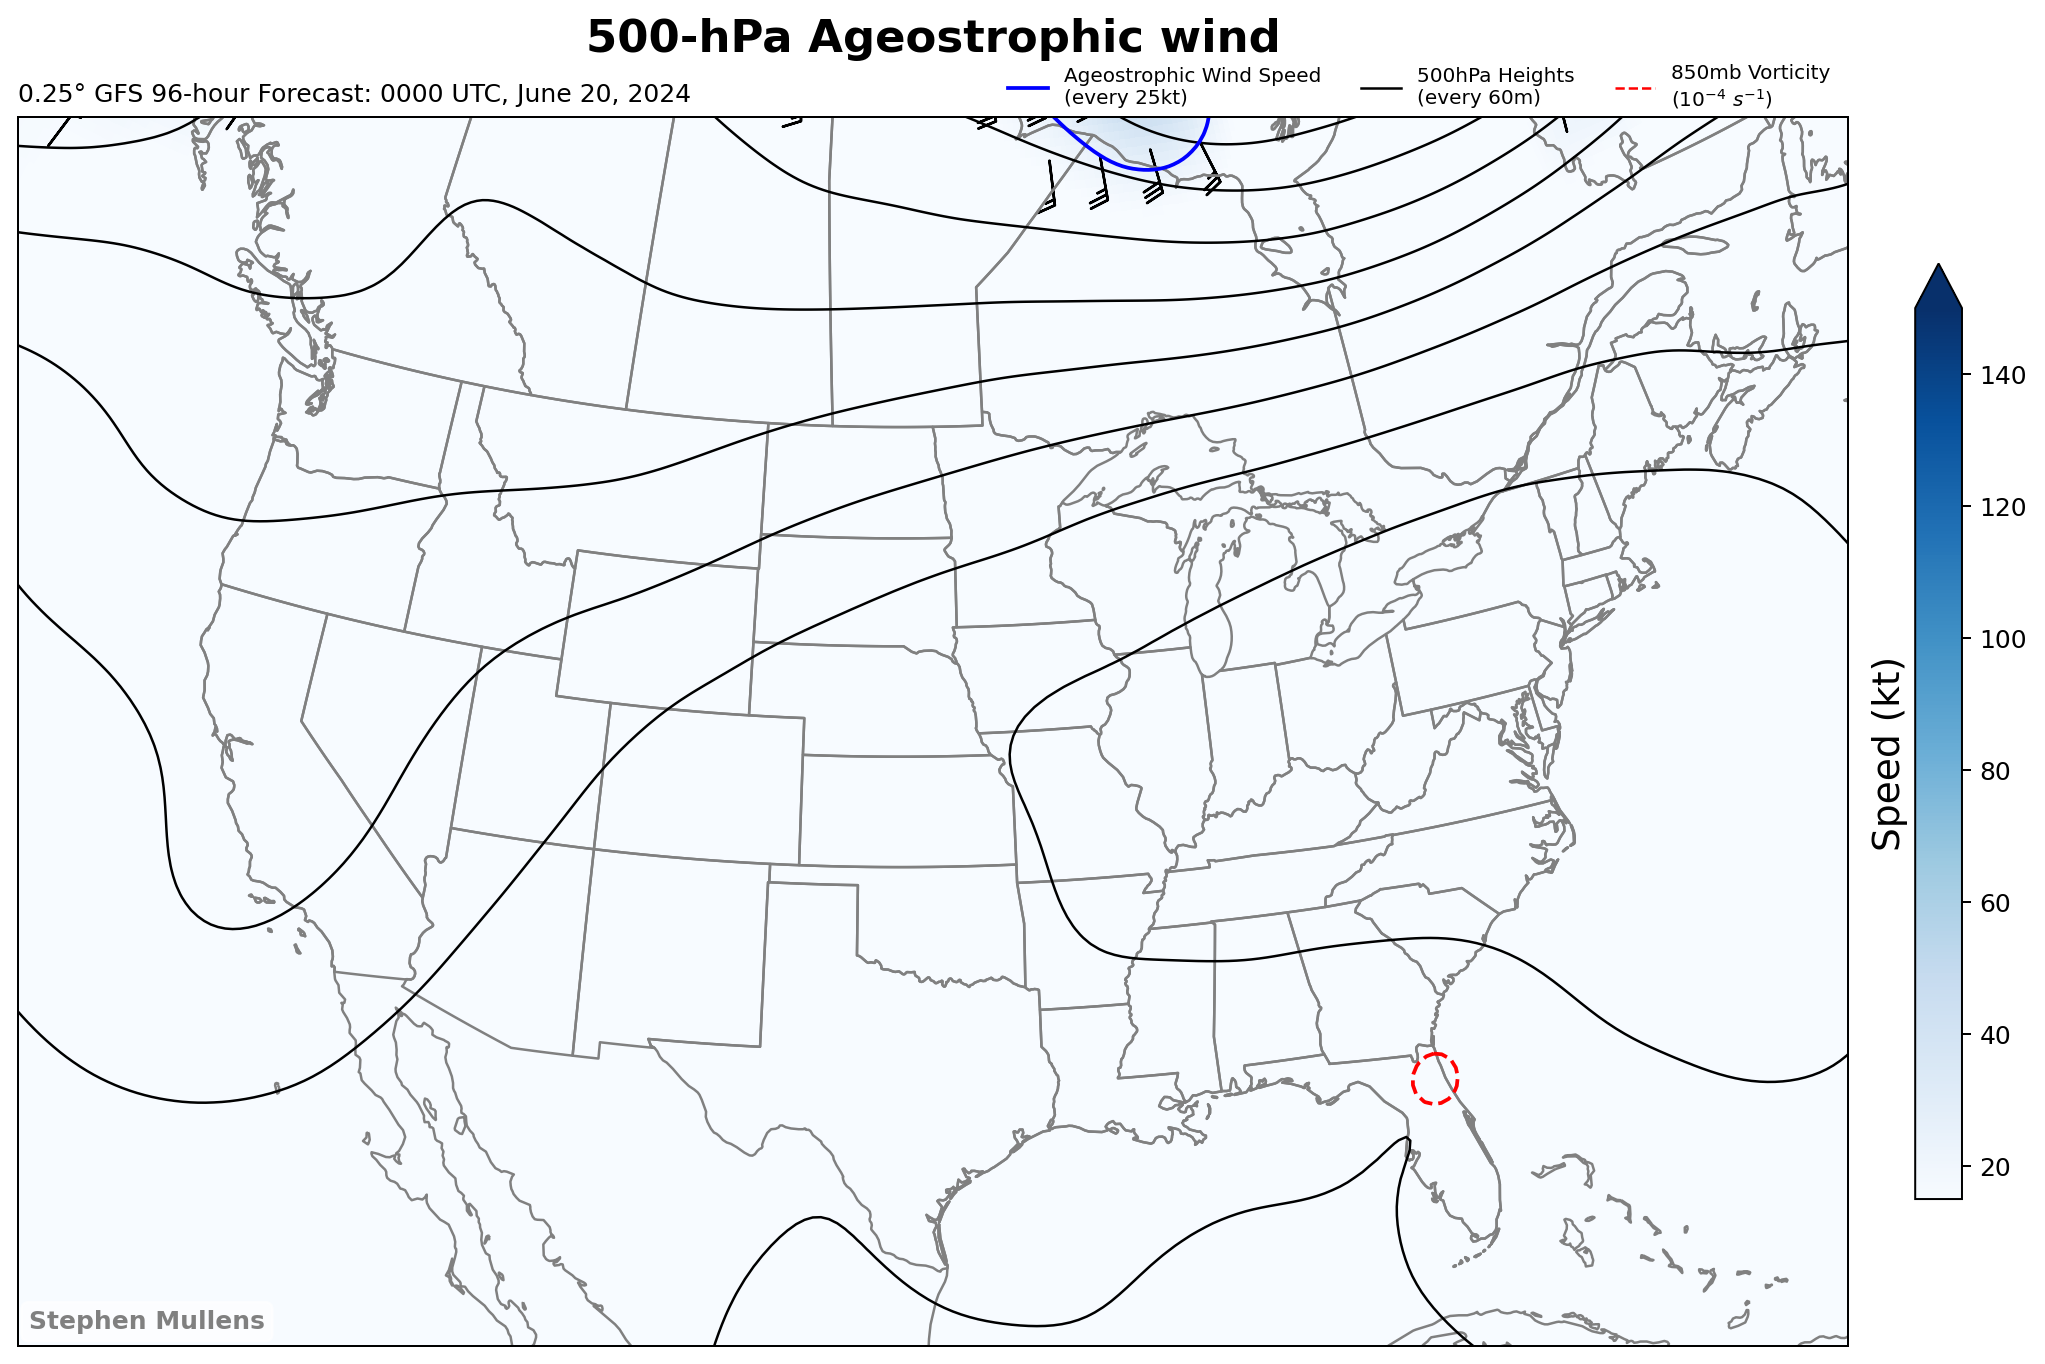 500-hPa Ageostrophic wind
0.25° GFS 96-hour Forecast: 0000 UTC, June 20, 2024
Ageostrophic Wind Speed
(every 25kt)
500hPa Heights
(every 60m)
850mb Vorticity
(10⁻⁴ s⁻¹)
140
120
100
80
60
40
20
Speed (kt)
Stephen Mullens